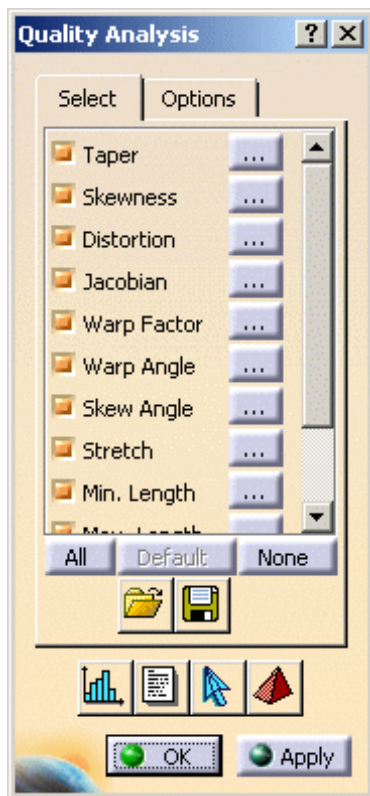 Quality Analysis
Select Options
Taper ...
Skewness ...
Distortion ...
Jacobian ...
Warp Factor ...
Warp Angle ...
Skew Angle ...
Stretch ...
Min. Length ...
All Default None
OK Apply